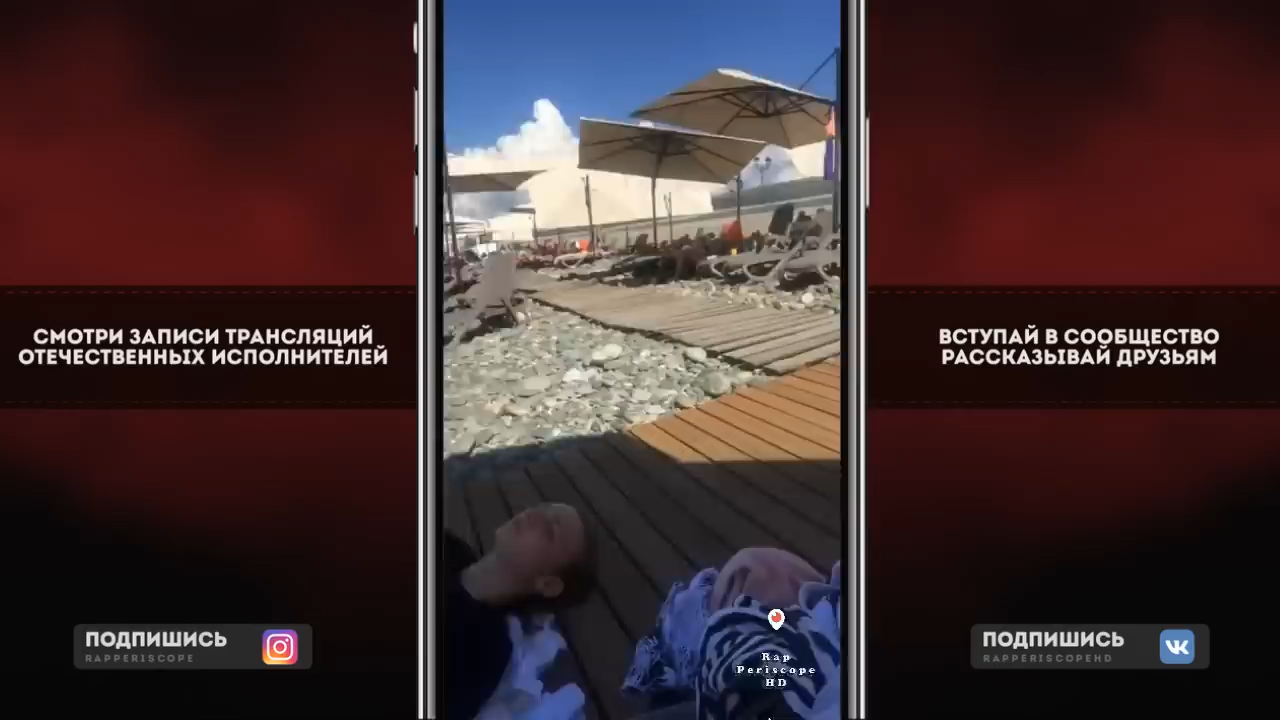 СМОТРИ ЗАПИСИ ТРАНСЛЯЦИЙ
ОТЕЧЕСТВЕННЫХ ИСПОЛНИТЕЛЕЙ
ВСТУПАЙ В СООБЩЕСТВО
РАССКАЗЫВАЙ ДРУЗЬЯМ
ПОДПИШИСЬ
RAPPERISCOPE
ПОДПИШИСЬ
RAPPERISCOPEHD
Rap
Periscope
HD